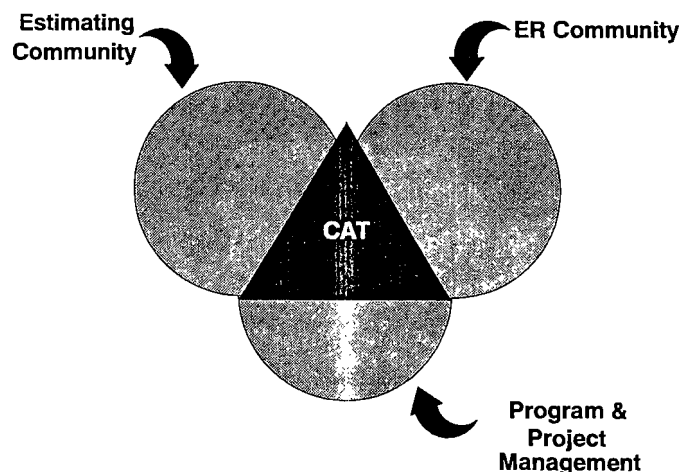 Estimating
Community
ER Community
CAT
Program &
Project
Management